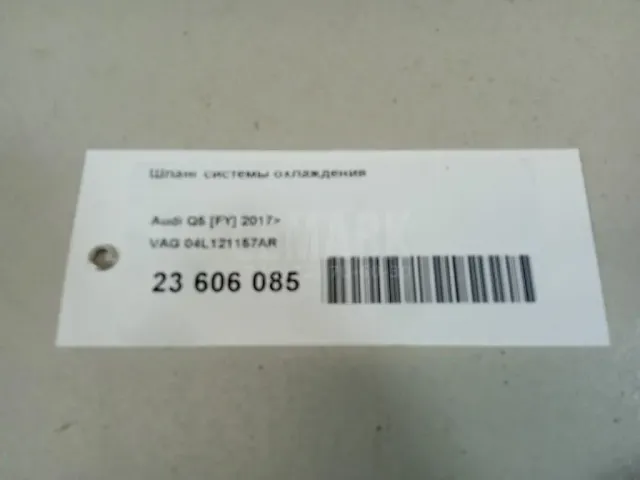 Шланг системы охлаждения
Audi Q5 [FY] 2017>
VAG 04L121157AR
23 606 085